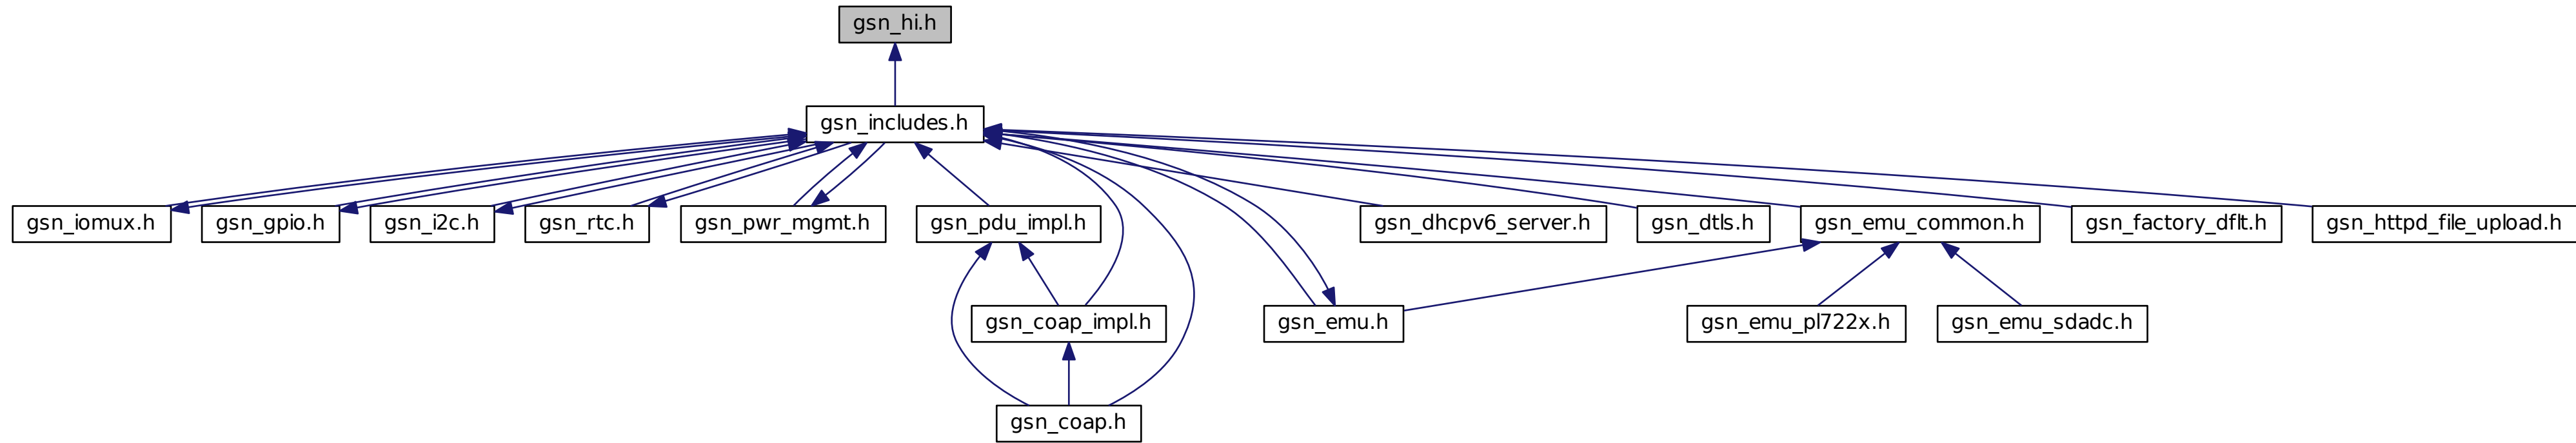 gsn_hi.h
gsn_includes.h
gsn_iomux.h
gsn_gpio.h
gsn_i2c.h
gsn_rtc.h
gsn_pwr_mgmt.h
gsn_pdu_impl.h
gsn_dhcpv6_server.h
gsn_dtls.h
gsn_emu_common.h
gsn_factory_dflt.h
gsn_httpd_file_upload.h
gsn_coap_impl.h
gsn_emu.h
gsn_emu_pl722x.h
gsn_emu_sdadc.h
gsn_coap.h